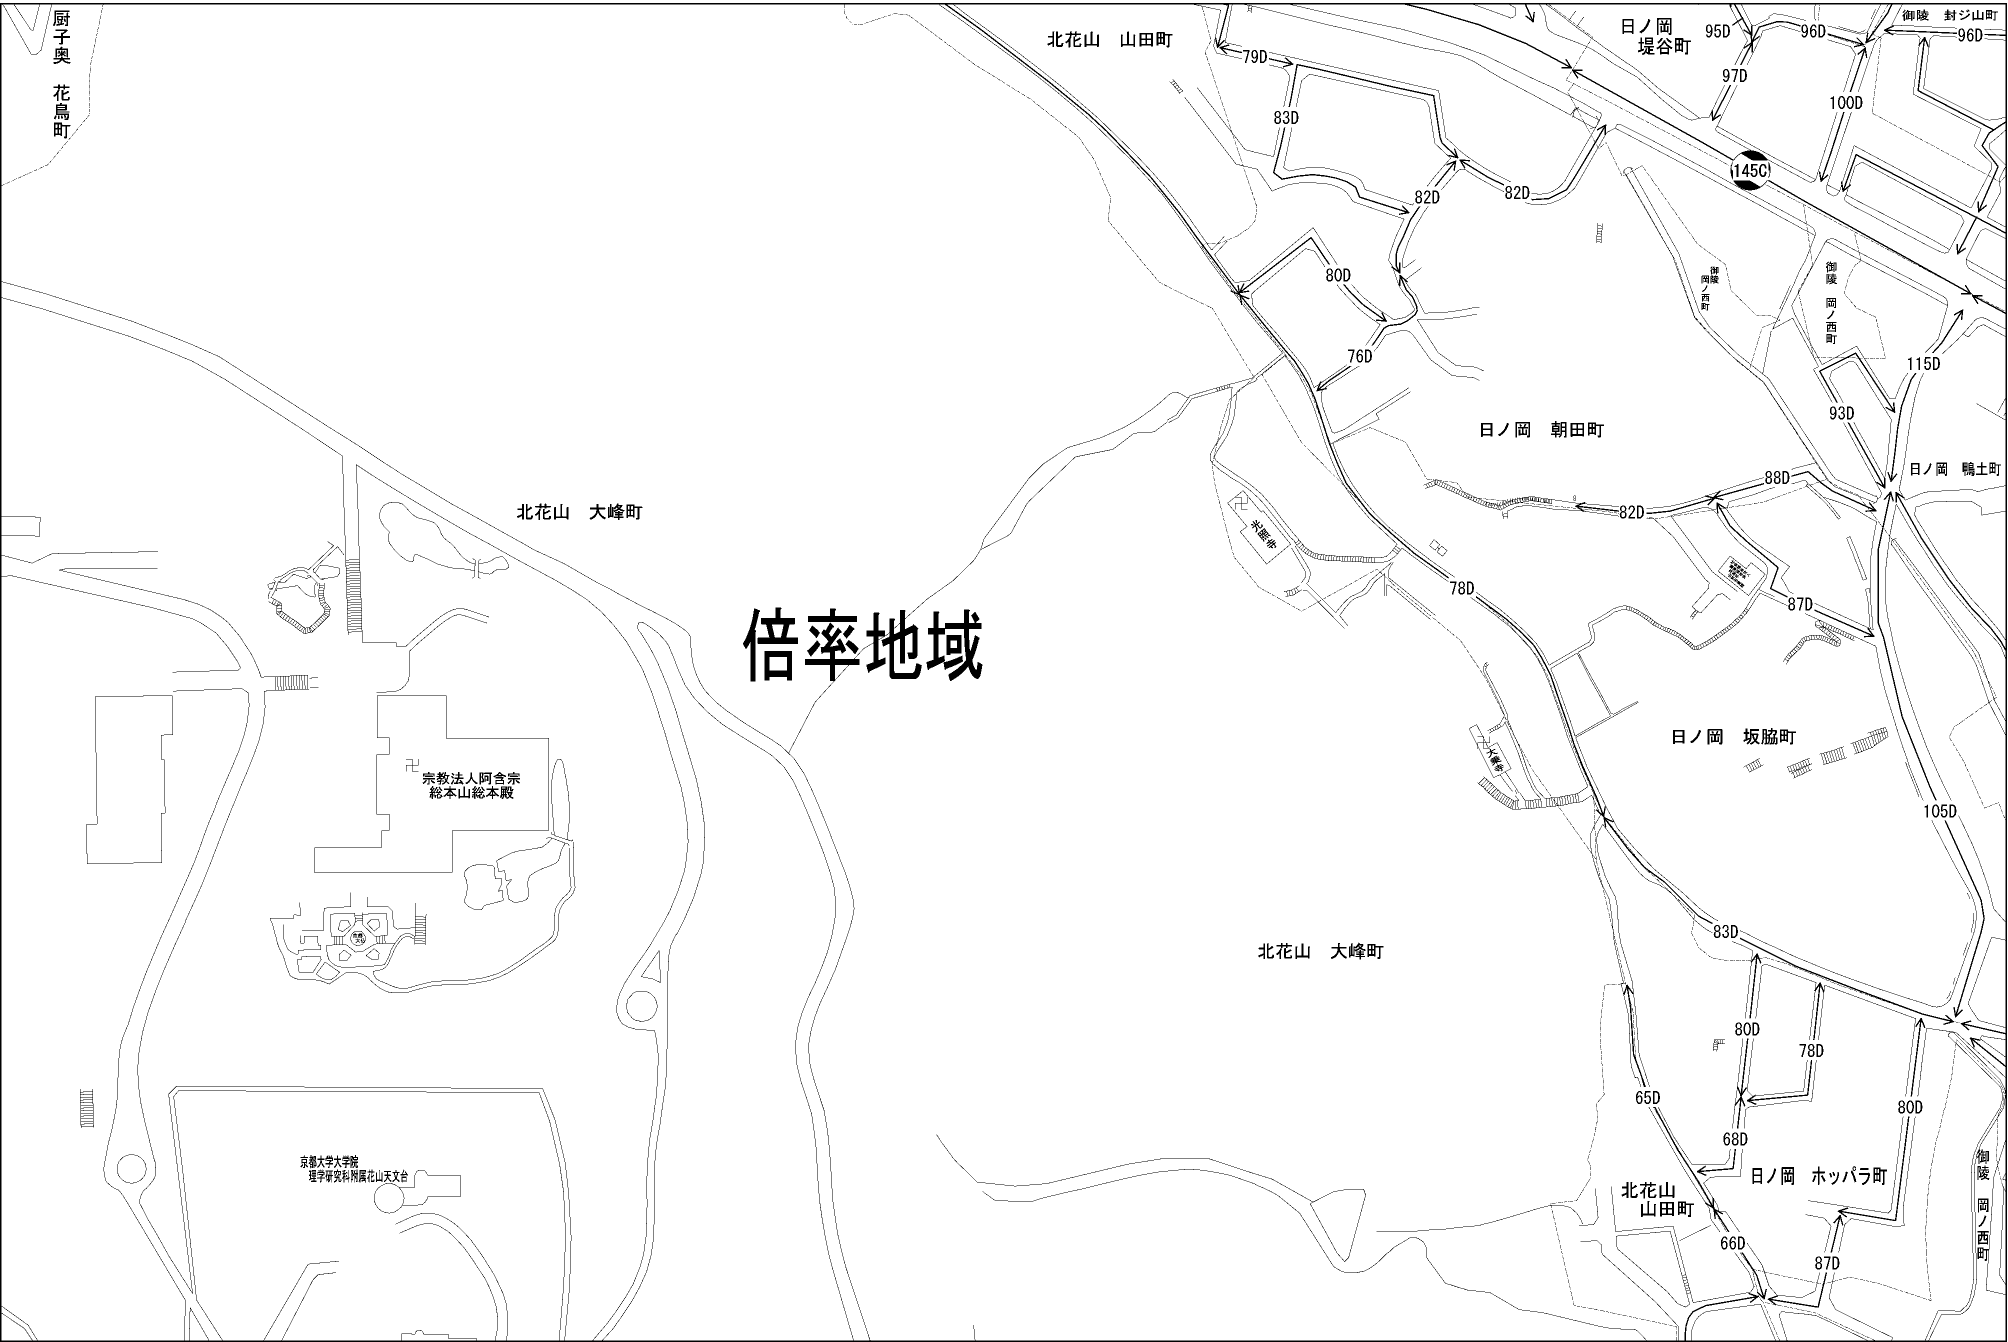 厨子奥　花鳥町
北花山　山田町
79D
83D
82D
82D
日ノ岡
堤谷町
95D
96D
97D
100D
御陵　封ジ山町
96D
145C
80D
76D
御陵
岡ノ西町
御陵　岡ノ西町
115D
93D
日ノ岡　朝田町
日ノ岡　鴨土町
88D
82D
北花山　大峰町
光照寺
78D
87D
倍率地域
日ノ岡　坂脇町
宗教法人阿含宗
総本山総本殿
105D
83D
北花山　大峰町
80D
78D
65D
80D
68D
京都大学大学院
理学研究科附属花山天文台
北花山
山田町
日ノ岡　ホッパラ町
御陵　岡ノ西町
66D
87D